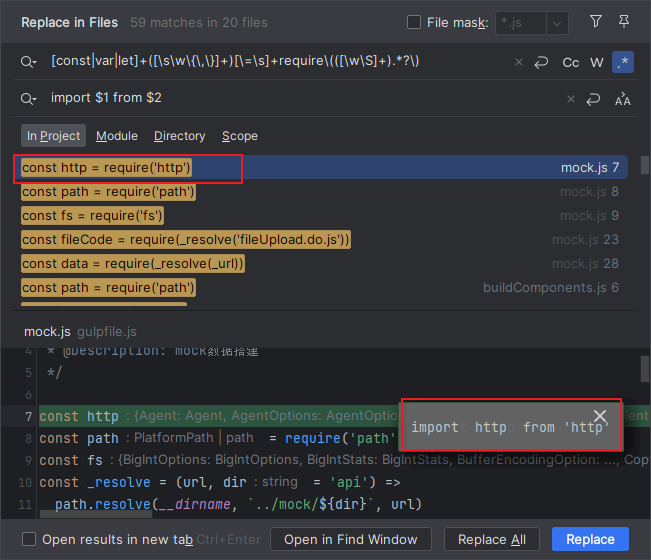 Replace in Files 59 matches in 20 files File mask: *.js
[const|var|let]+([\s\w\{\,\}]+)[\=\s]+require\(([\w\S]+).*?\) Cc W .*
import $1 from $2
In Project Module Directory Scope
const http = require('http') mock.js 7
const path = require('path') mock.js 8
const fs = require('fs') mock.js 9
const fileCode = require(_resolve('fileUpload.do.js')) mock.js 23
const data = require(_resolve(_url)) mock.js 28
const path = require('path') buildComponents.js 6
mock.js gulpfile.js
4 * @Description: mock数据搭建
5 */
6
7 const http : {Agent: Agent, AgentOptions: AgentOptio
import http from 'http'
8 const path : PlatformPath | path = require('path'
9 const fs : {BigIntOptions: BigIntOptions, BigIntStats: BigIntStats, BufferEncodingOption: ..., Cop
10 const _resolve = (url, dir : string = 'api') =>
11 path.resolve(__dirname, `../mock/${dir}`, url)
Open results in new tab Ctrl+Enter Open in Find Window Replace All Replace